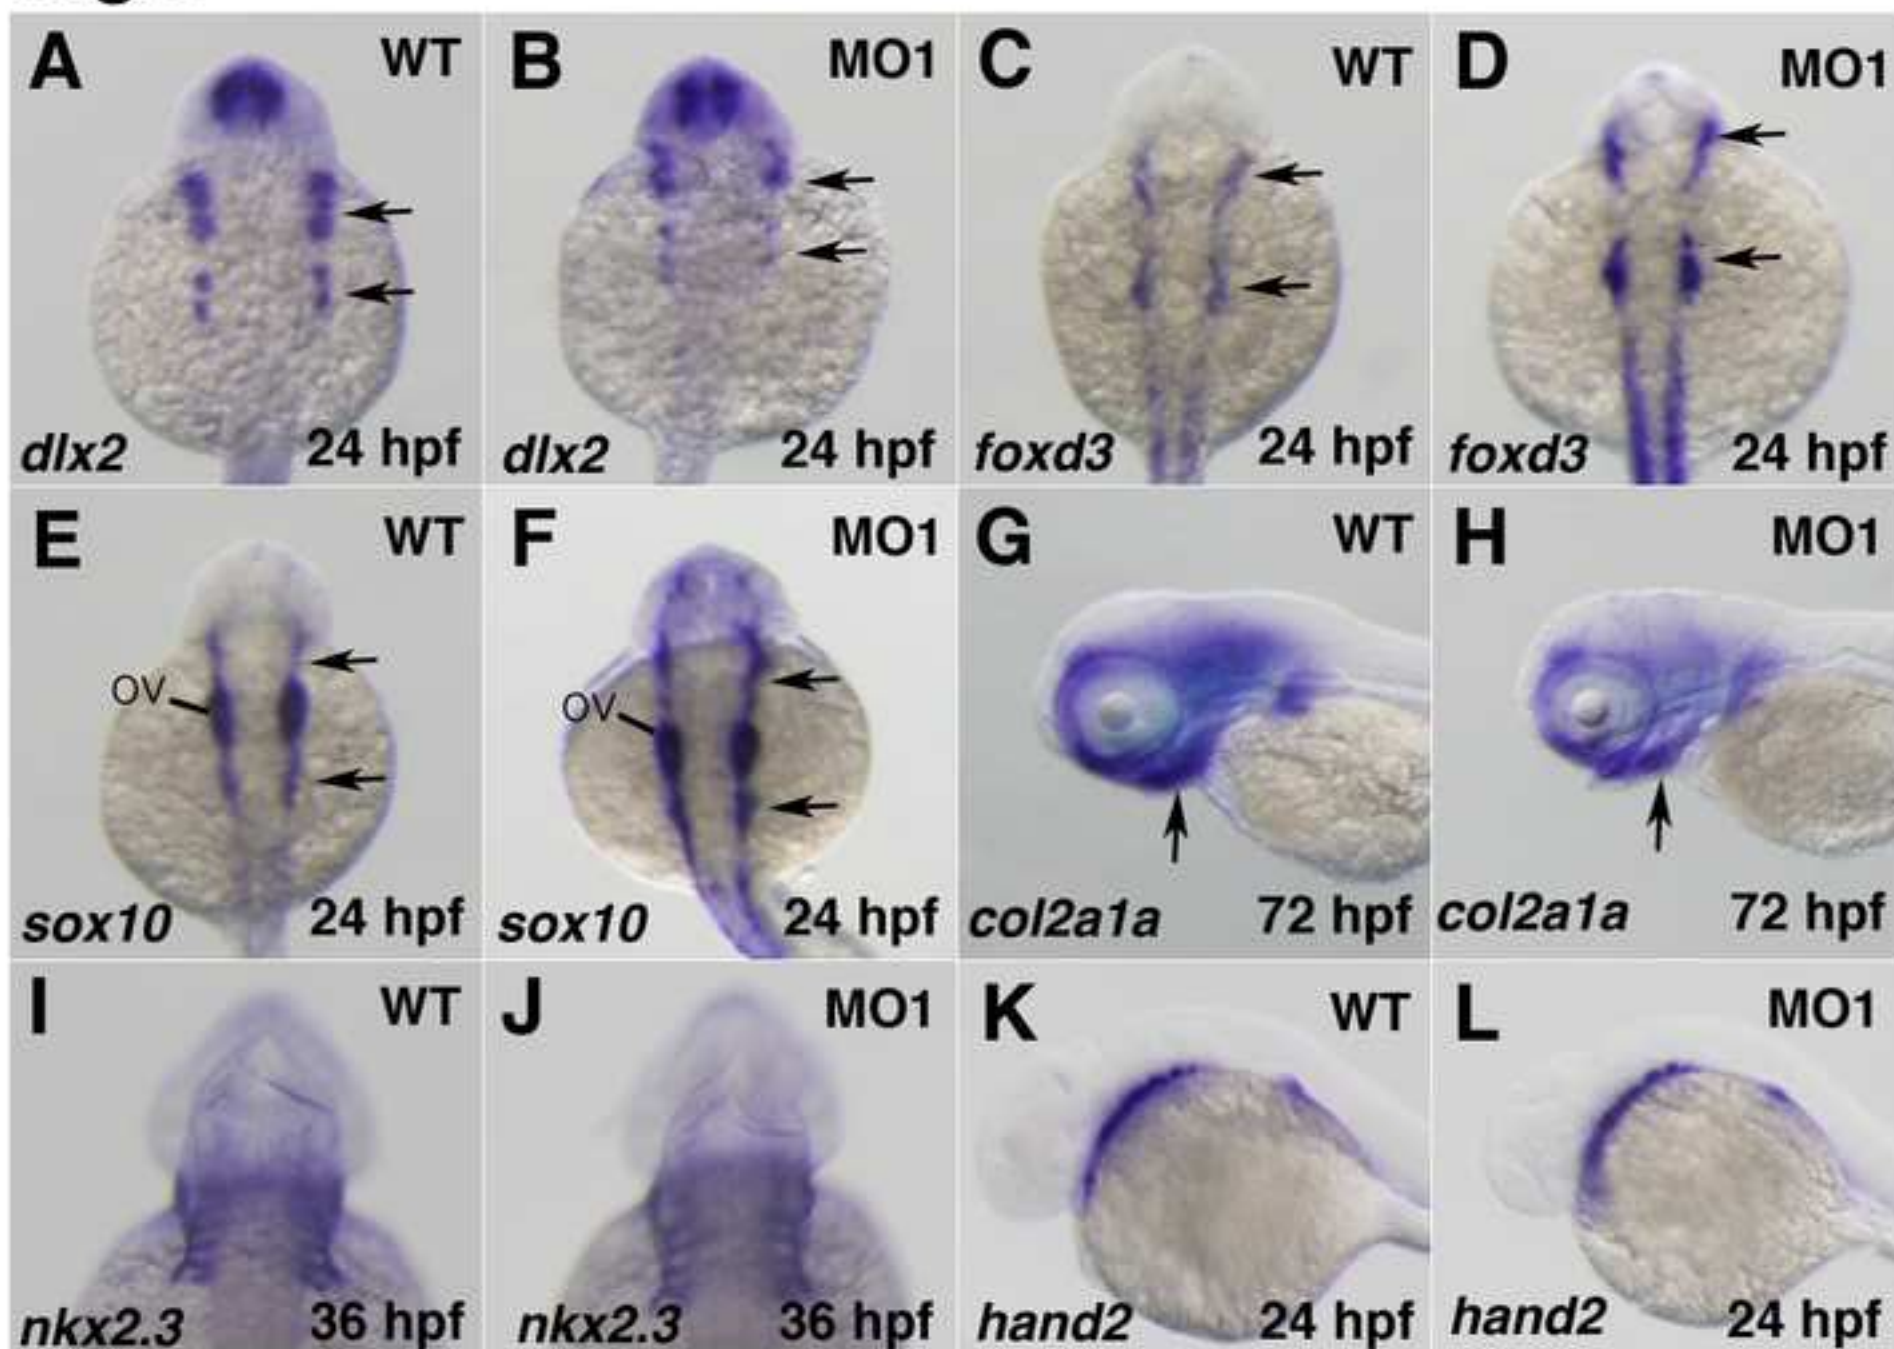 A WT
dlx2 24 hpf
B MO1
dlx2 24 hpf
C WT
foxd3 24 hpf
D MO1
foxd3 24 hpf
E WT
OV
sox10 24 hpf
F MO1
OV
sox10 24 hpf
G WT
col2a1a 72 hpf
H MO1
col2a1a 72 hpf
I WT
nkx2.3 36 hpf
J MO1
nkx2.3 36 hpf
K WT
hand2 24 hpf
L MO1
hand2 24 hpf